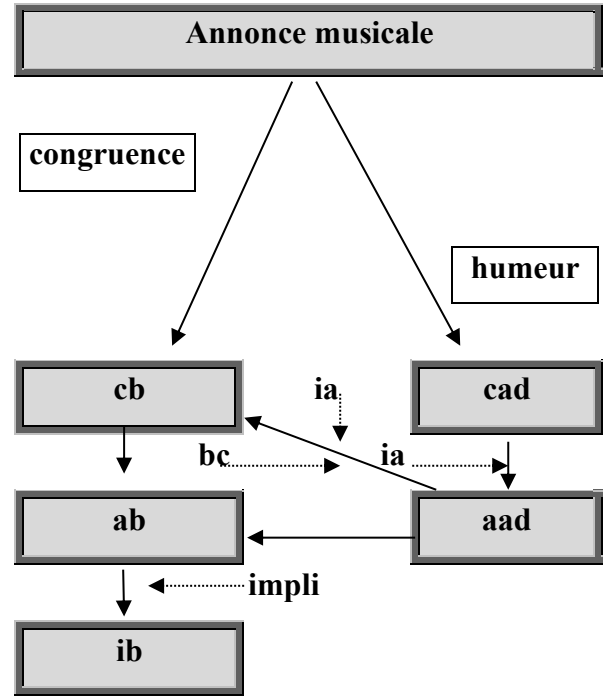 Annonce musicale
congruence
humeur
cb
ia
cad
bc
ia
ab
aad
impli
ib